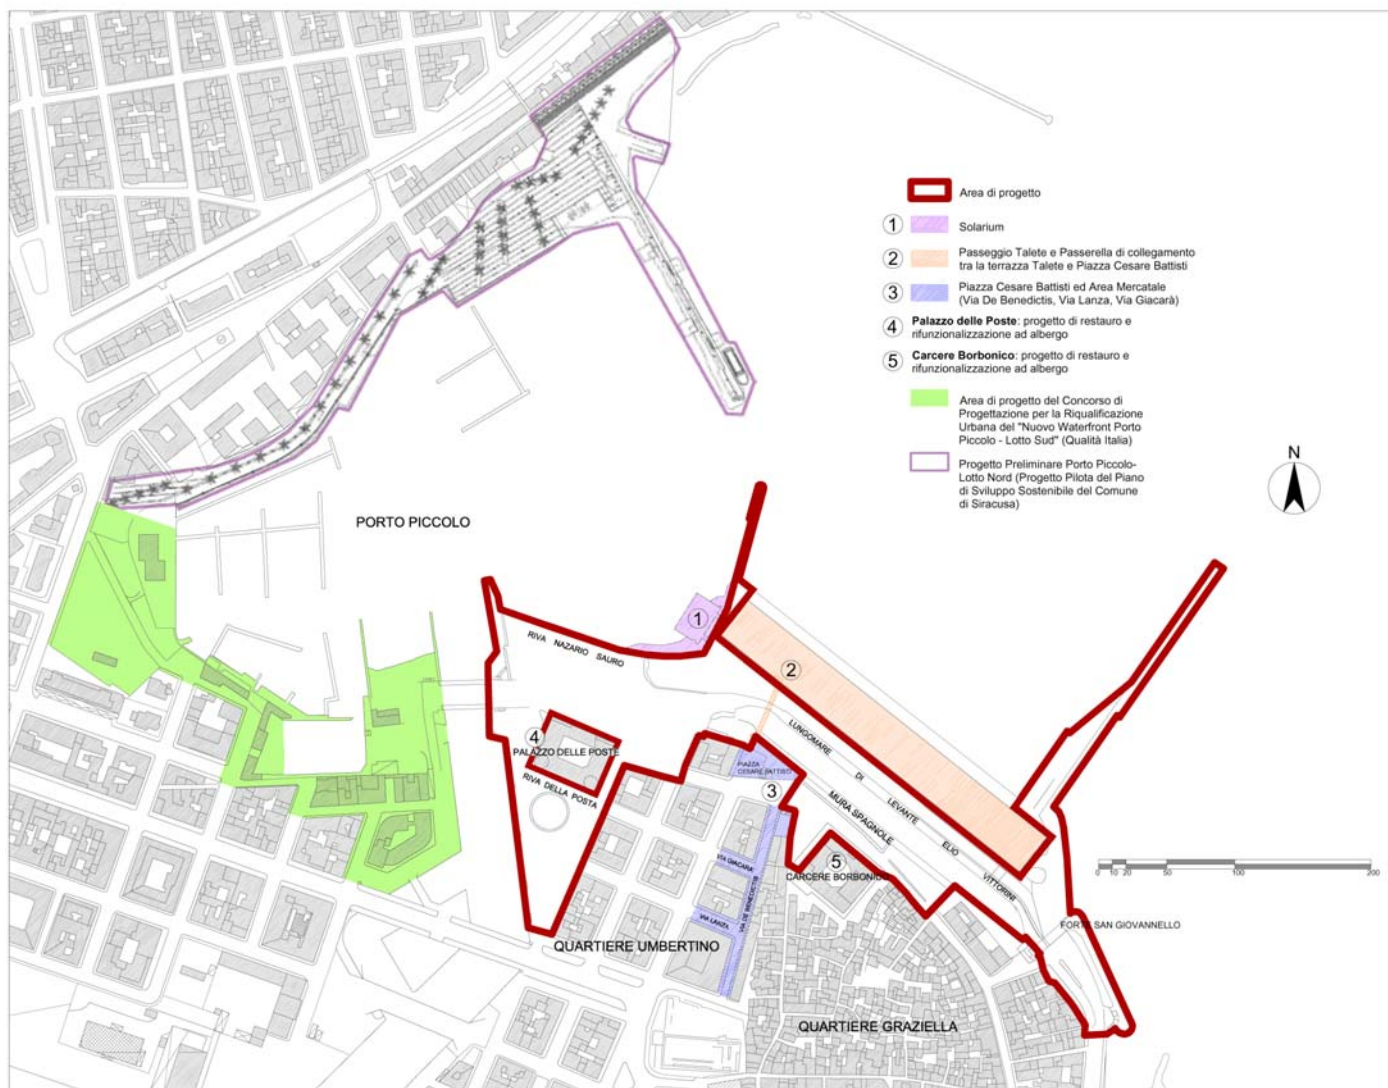 Area di progetto
1 Solarium
2 Passeggio Talete e Passerella di collegamento
tra la terrazza Talete e Piazza Cesare Battisti
3 Piazza Cesare Battisti ed Area Mercatale
(Via De Benedictis, Via Lanza, Via Giacarà)
4 Palazzo delle Poste: progetto di restauro e
rifunzionalizzazione ad albergo
5 Carcere Borbonico: progetto di restauro e
rifunzionalizzazione ad albergo
Area di progetto del Concorso di
Progettazione per la Riqualificazione
Urbana del "Nuovo Waterfront Porto
Piccolo - Lotto Sud" (Qualità Italia)
Progetto Preliminare Porto Piccolo-
Lotto Nord (Progetto Pilota del Piano
di Sviluppo Sostenibile del Comune
di Siracusa)
N
PORTO PICCOLO
1
RIVA NAZARIO SAURO
2
4
PALAZZO DELLE POSTE
RIVA DELLA POSTA
PIAZZA
CESARE BATTISTI
3
LUNGOMARE DI LEVANTE ELIO VITTORINI
MURA SPAGNOLE
5
CARCERE BORBONICO
VIA GIACARA'
VIA LANZA
VIA DE BENEDICTIS
0 10 20 50 100 200
FORTE SAN GIOVANNELLO
QUARTIERE UMBERTINO
QUARTIERE GRAZIELLA